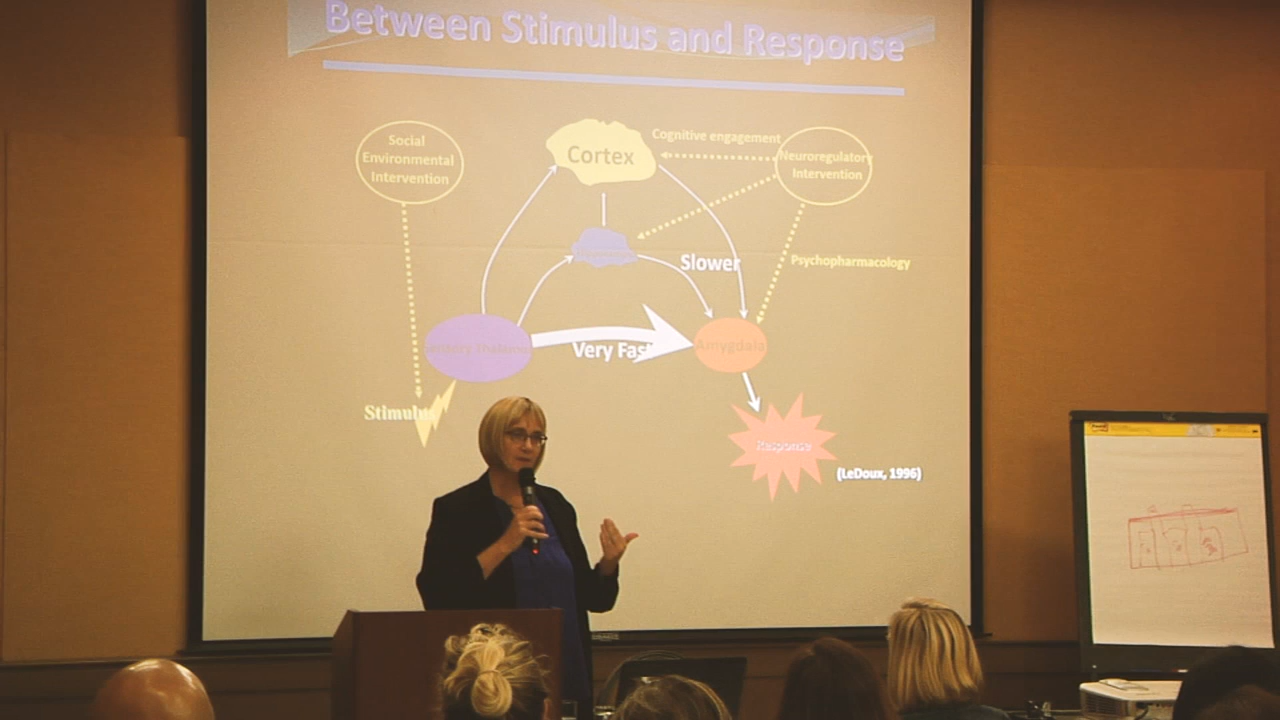 Between Stimulus and Response
Social
Environmental
Intervention
Cortex
Cognitive engagement
Neuroregulatory
Intervention
Slower
Psychopharmacology
Very Fast
Amygdala
Stimulus
Response
(LeDoux, 1996)